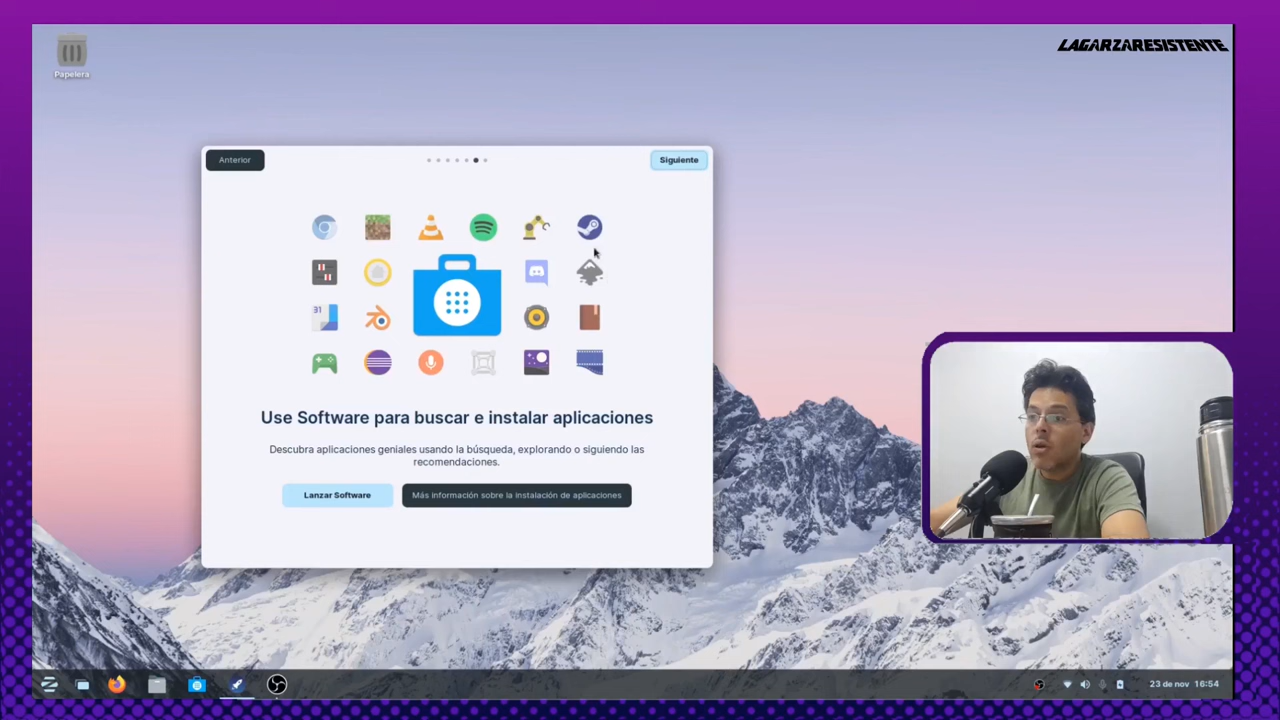 LAGARZARESISTENTE
Papelera
Anterior
Siguiente
31
Use Software para buscar e instalar aplicaciones
Descubra aplicaciones geniales usando la búsqueda, explorando o siguiendo las
recomendaciones.
Lanzar Software
Más información sobre la instalación de aplicaciones
23 de nov 16:54